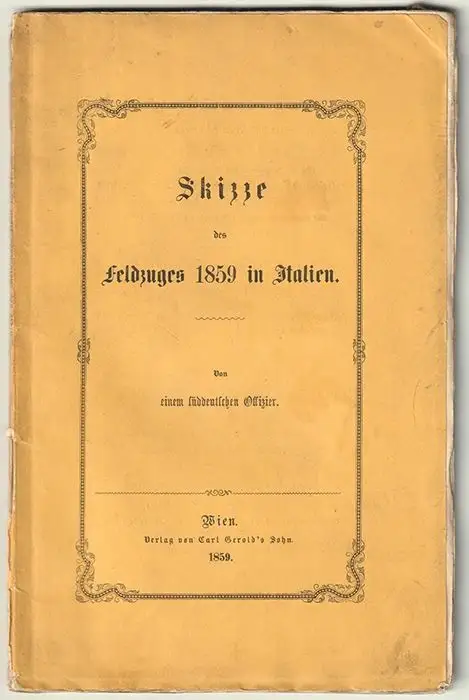 Skizze
des
Feldzuges 1859 in Italien.
Von
einem süddeutschen Offizier.
Wien.
Verlag von Carl Gerold's Sohn.
1859.